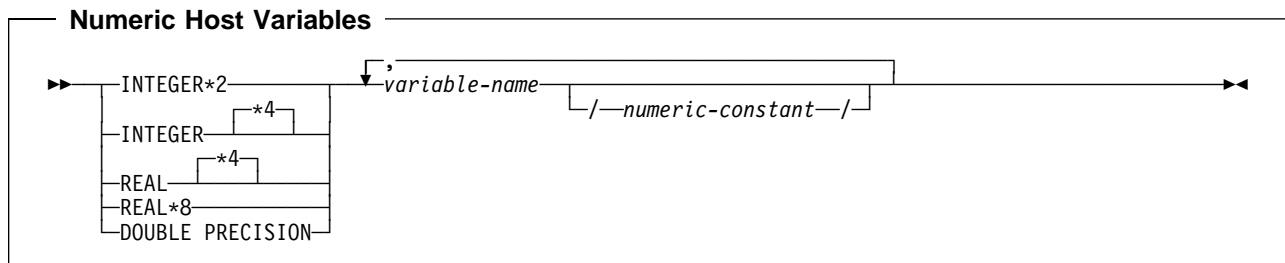 Numeric Host Variables
,
INTEGER*2 variable-name
/ numeric-constant /
*4
INTEGER
*4
REAL
REAL*8
DOUBLE PRECISION